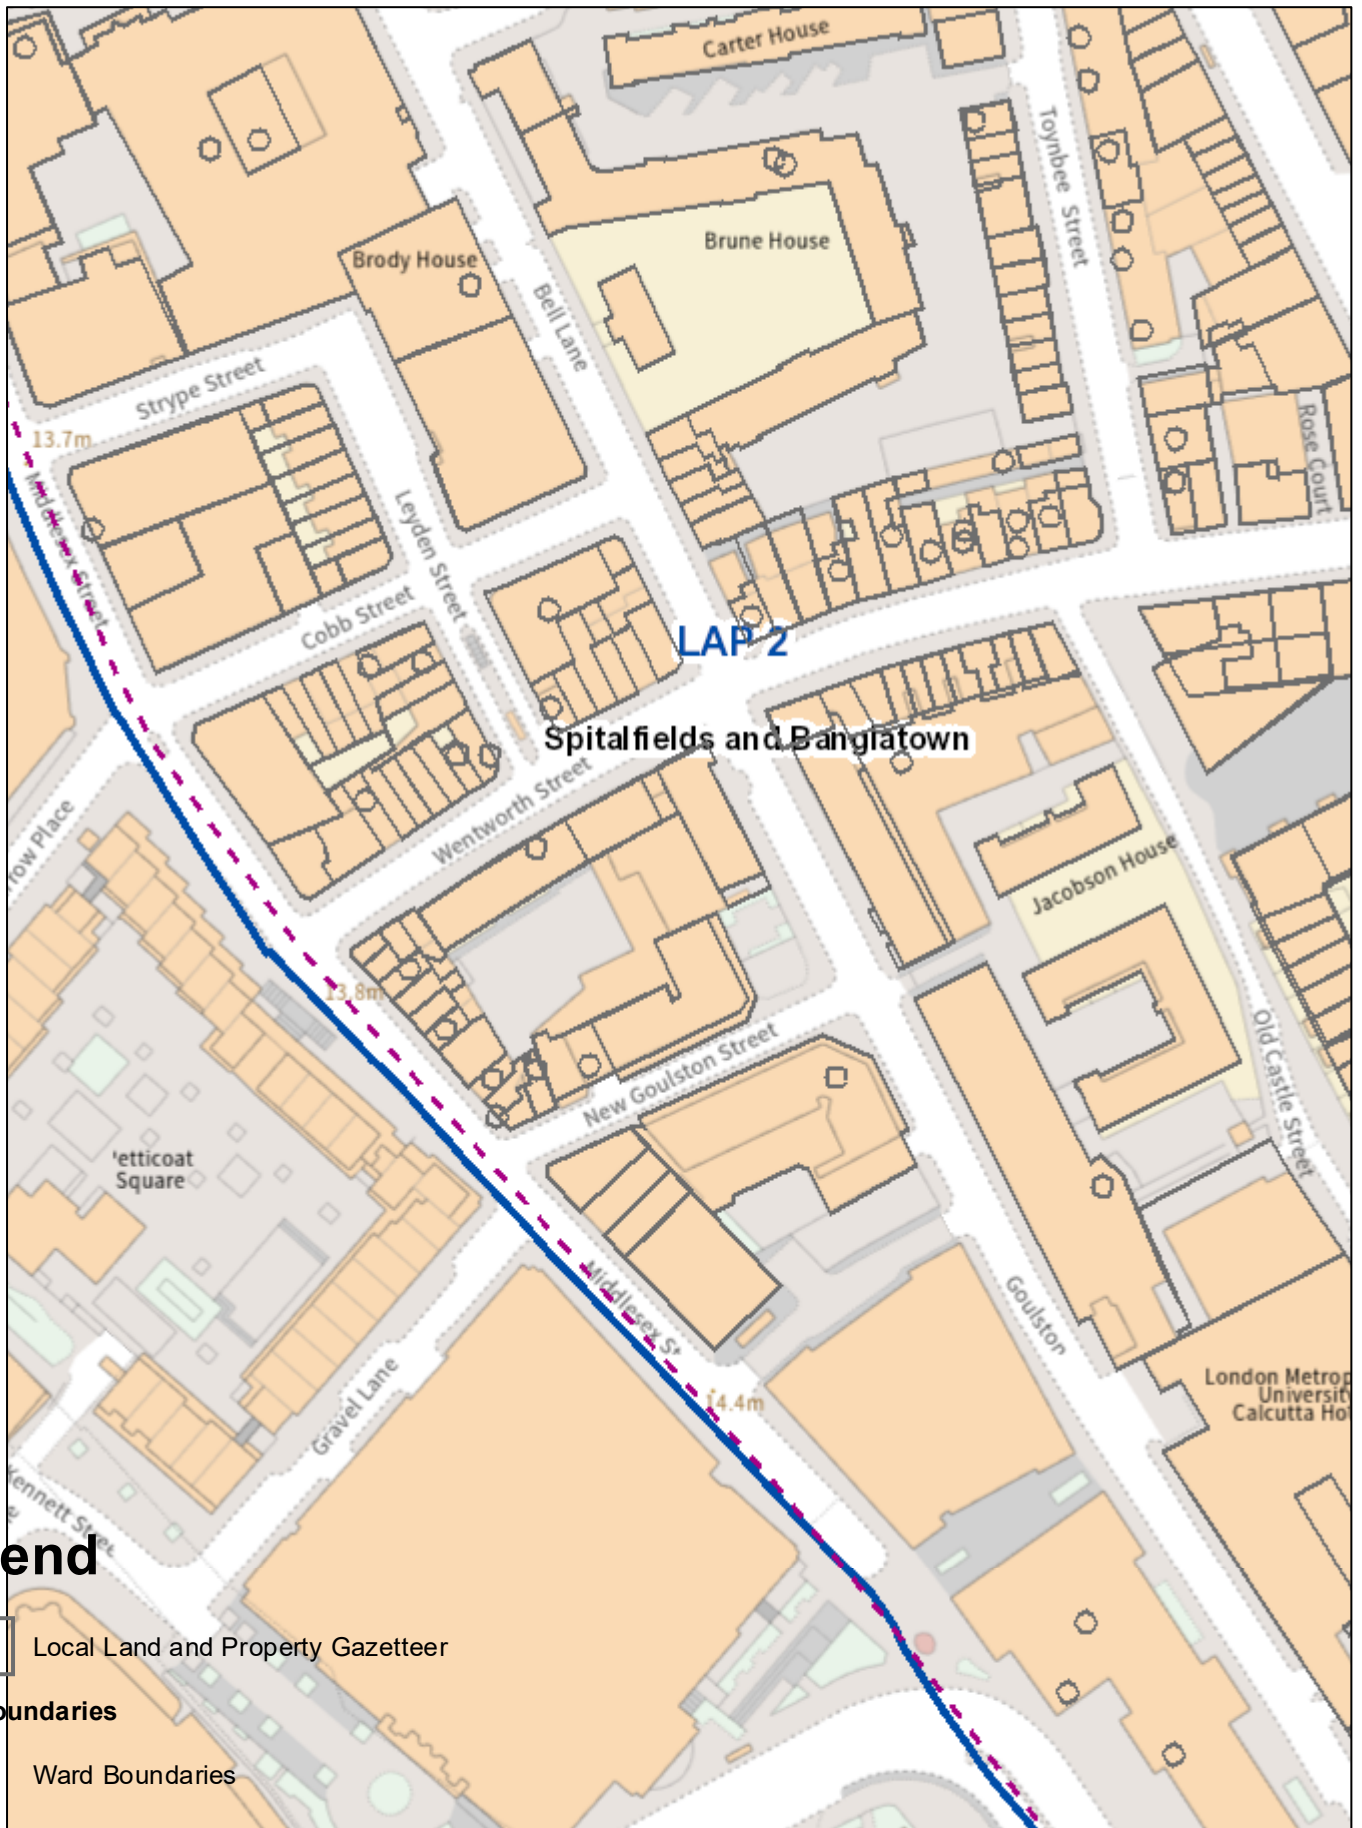 Carter House
Toynbee Street
Brune House
Brody House
Bell Lane
Strype Street
13.7m
Rose Court
Middlesex Street
Leyden Street
Cobb Street
LAP 2
Spitalfields and Banglatown
Wentworth Street
row Place
Jacobson House
13.8m
New Goulston Street
Old Castle Street
'etticoat
Square
Middlesex St
Goulston
Gravel Lane
London Metrop
Universit
Calcutta Ho
14.4m
Kennett Street
end
Local Land and Property Gazetteer
oundaries
Ward Boundaries